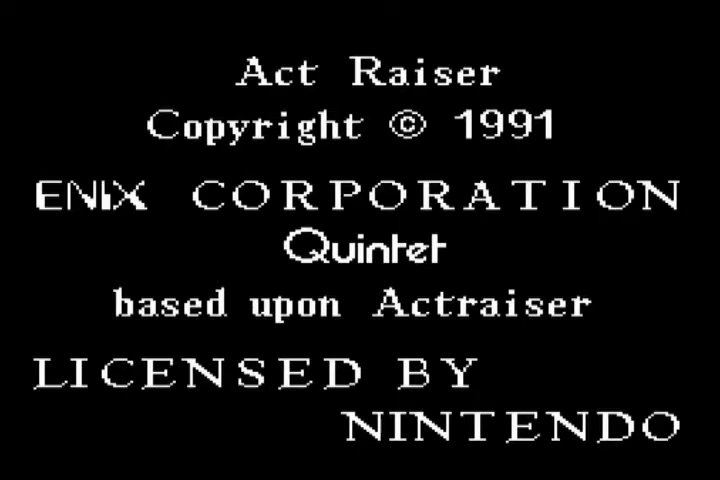 Act Raiser
Copyright © 1991
ENIX CORPORATION
Quintet
based upon Actraiser
LICENSED BY
NINTENDO